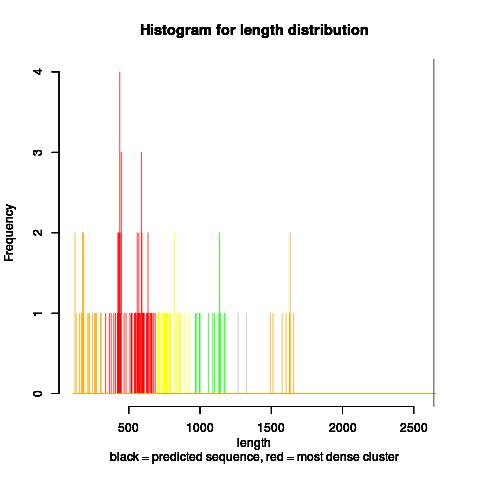 Histogram for length distribution
4
3
2
1
0
Frequency
500 1000 1500 2000 2500
length
black = predicted sequence, red = most dense cluster